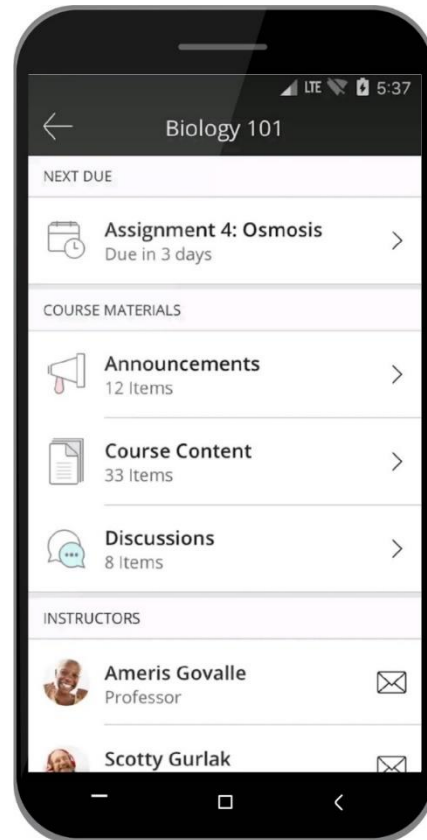 LTE 5:37
Biology 101
NEXT DUE
Assignment 4: Osmosis
Due in 3 days
COURSE MATERIALS
Announcements
12 Items
Course Content
33 Items
Discussions
8 Items
INSTRUCTORS
Ameris Govalle
Professor
Scotty Gurlak